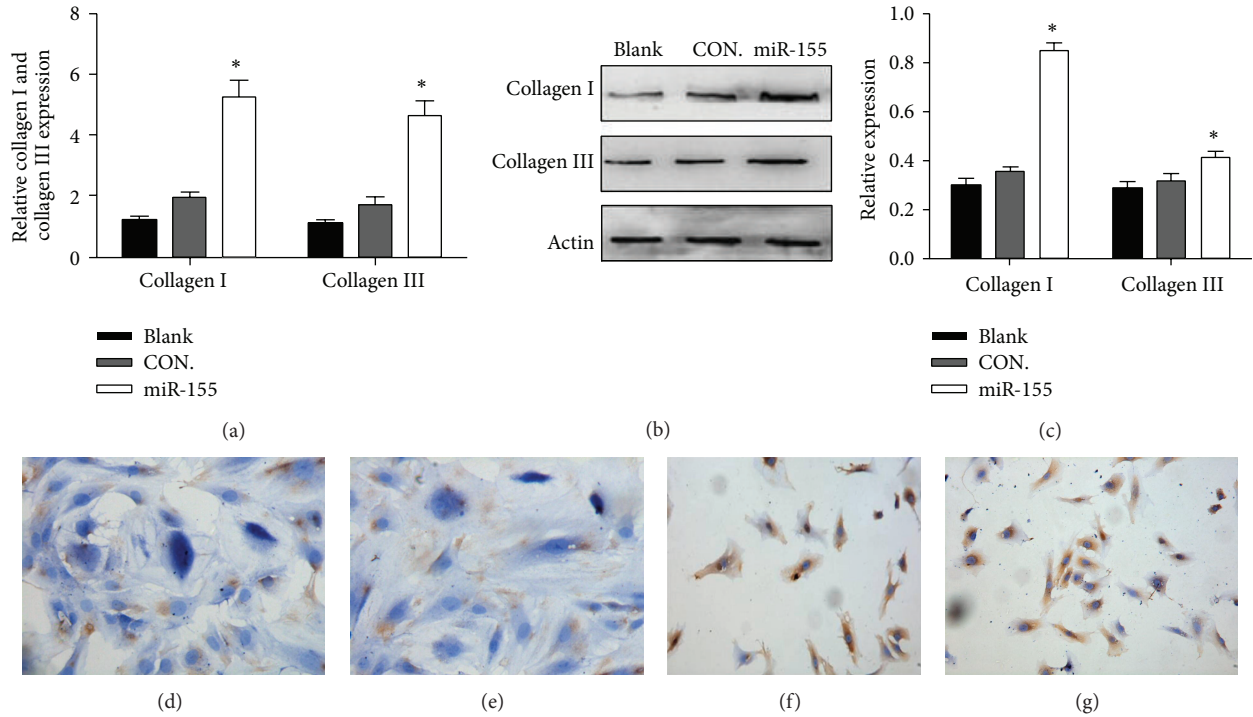 8
6
4
2
0
Relative collagen I and
collagen III expression
*
*
Collagen I
Collagen III
Blank
CON.
miR-155
(a)
Blank CON. miR-155
Collagen I
Collagen III
Actin
(b)
1.0
0.8
0.6
0.4
0.2
0.0
Relative expression
*
*
Collagen I
Collagen III
Blank
CON.
miR-155
(c)
(d)
(e)
(f)
(g)